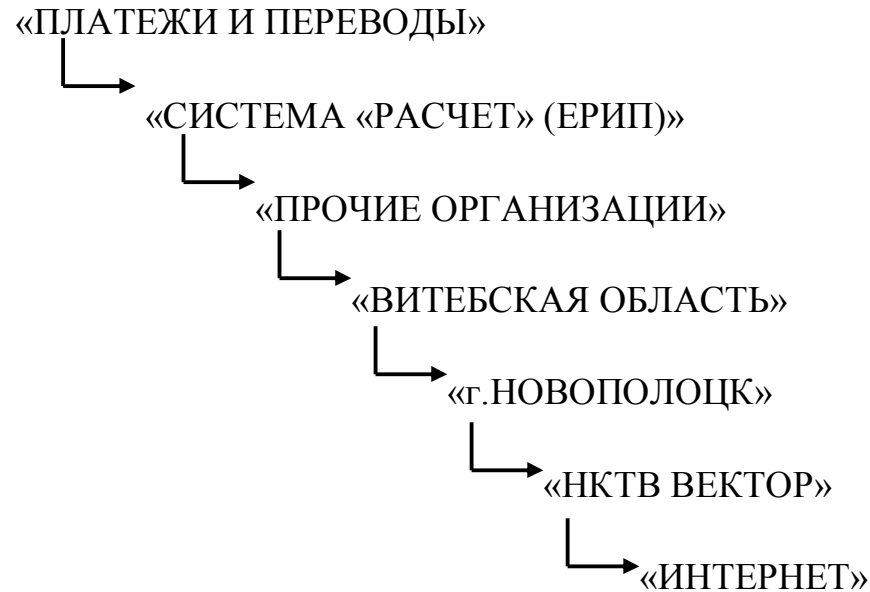 «ПЛАТЕЖИ И ПЕРЕВОДЫ»
«СИСТЕМА «РАСЧЕТ» (ЕРИП)»
«ПРОЧИЕ ОРГАНИЗАЦИИ»
«ВИТЕБСКАЯ ОБЛАСТЬ»
«г.НОВОПОЛОЦК»
«НКТВ ВЕКТОР»
«ИНТЕРНЕТ»